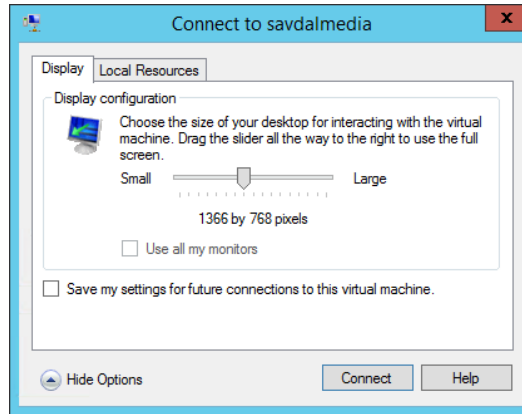 Connect to savdalmedia
x
Display
Local Resources
Display configuration
Choose the size of your desktop for interacting with the virtual
machine. Drag the slider all the way to the right to use the full
screen.
Small
Large
1366 by 768 pixels
Use all my monitors
Save my settings for future connections to this virtual machine.
Hide Options
Connect
Help